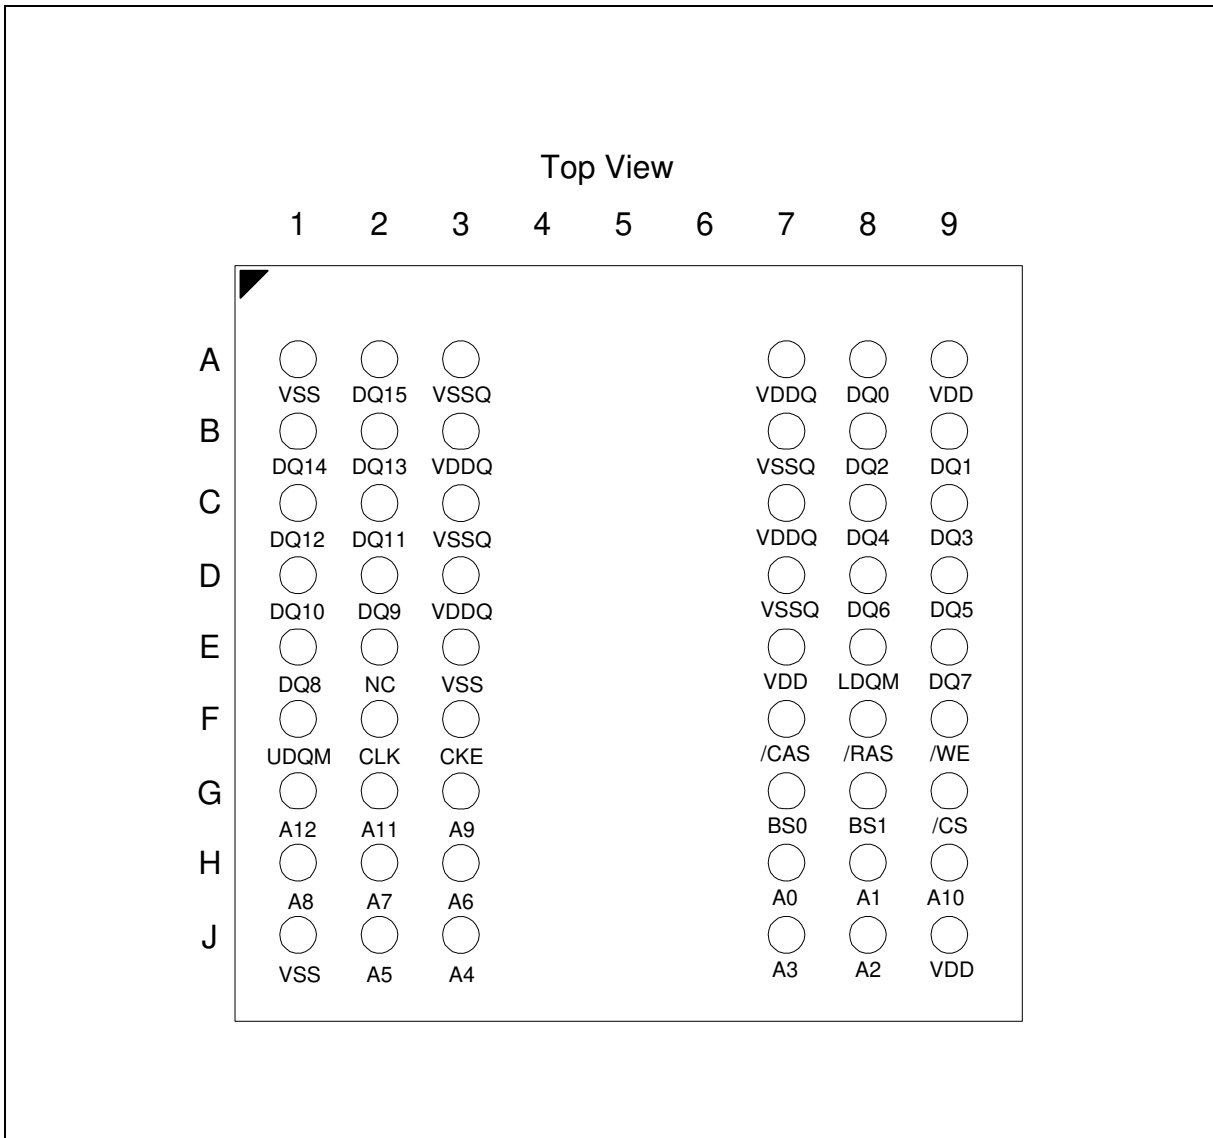 Top View
1 2 3 4 5 6 7 8 9
A
VSS DQ15 VSSQ VDDQ DQ0 VDD
B
DQ14 DQ13 VDDQ VSSQ DQ2 DQ1
C
DQ12 DQ11 VSSQ VDDQ DQ4 DQ3
D
DQ10 DQ9 VDDQ VSSQ DQ6 DQ5
E
DQ8 NC VSS VDD LDQM DQ7
F
UDQM CLK CKE /CAS /RAS /WE
G
A12 A11 A9 BS0 BS1 /CS
H
A8 A7 A6 A0 A1 A10
J
VSS A5 A4 A3 A2 VDD